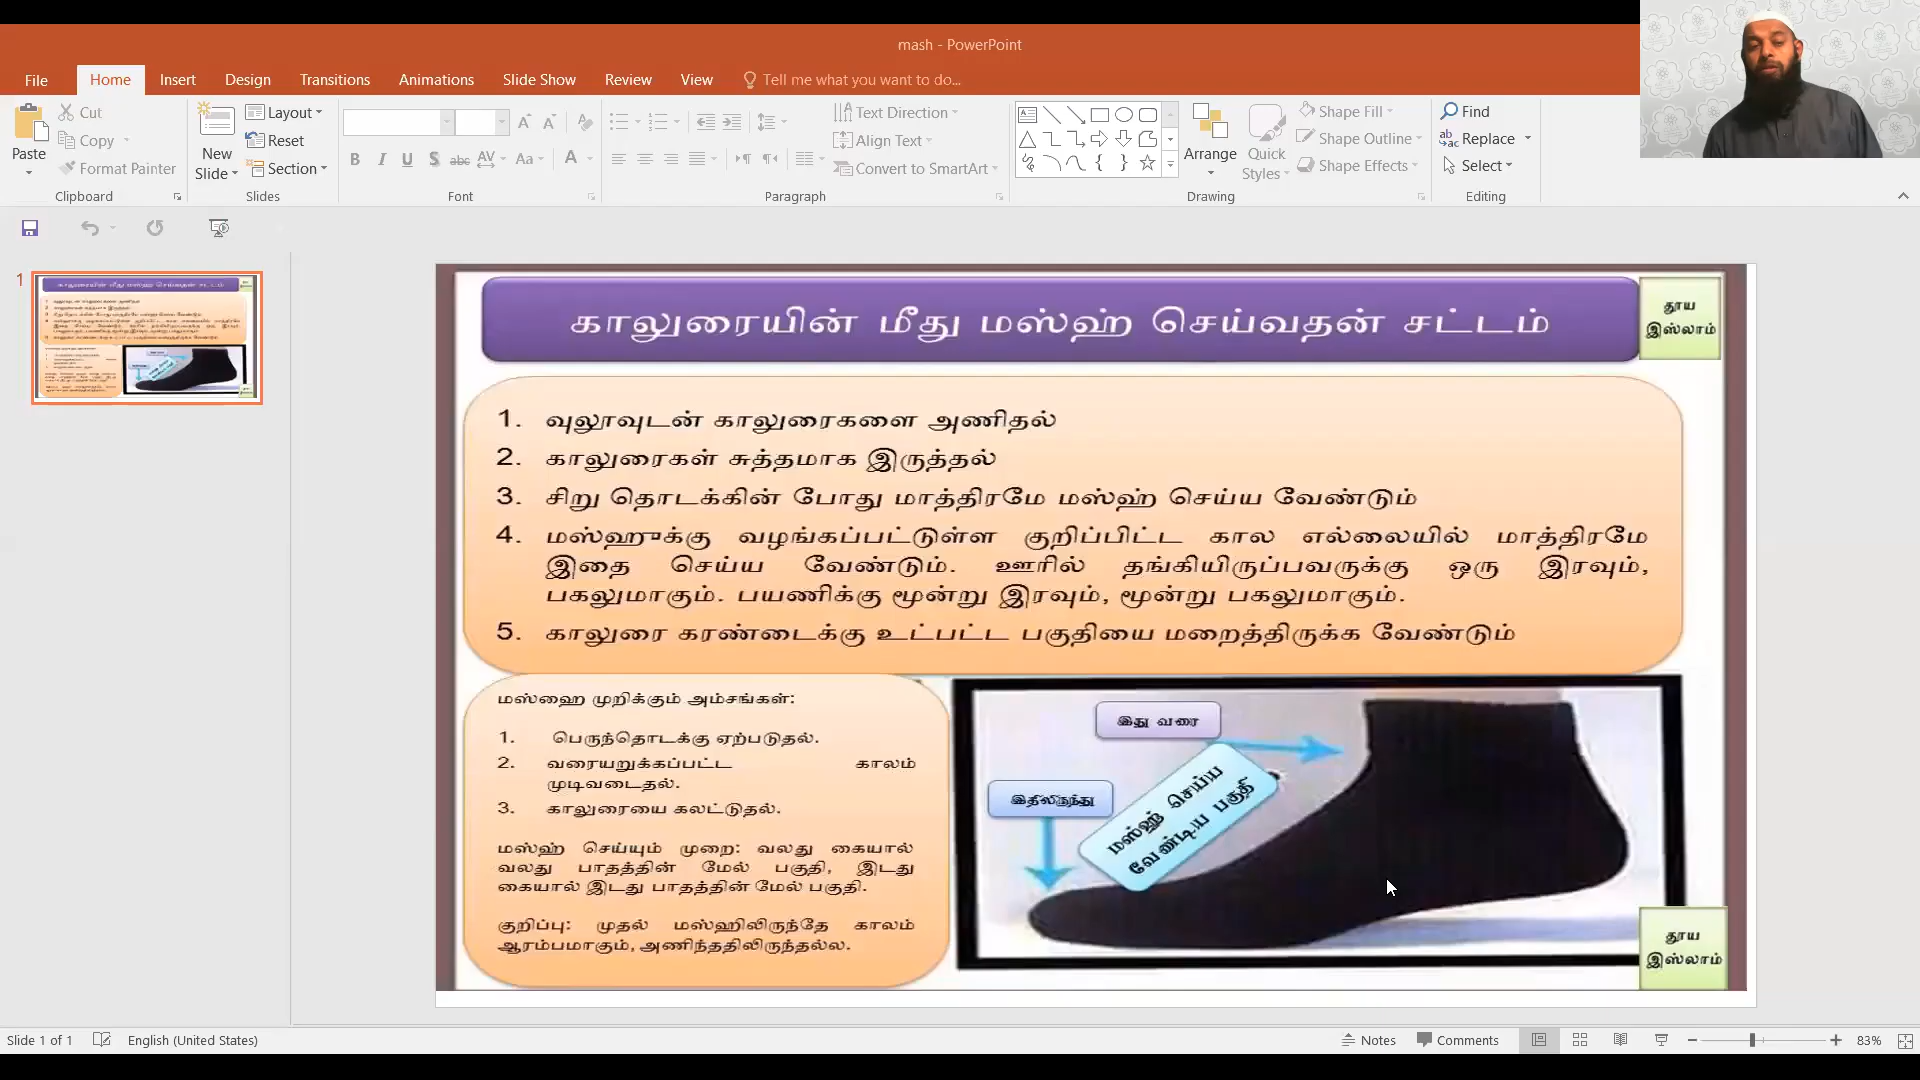 mash - PowerPoint
File Home Insert Design Transitions Animations Slide Show Review View Tell me what you want to do...
Paste Cut Copy Format Painter Clipboard
New Slide Layout Reset Section Slides
B I U S abc AV Aa A Font
Text Direction Align Text Convert to SmartArt Paragraph
Arrange Quick Styles Shape Fill Shape Outline Shape Effects Drawing
Find Replace Select Editing
1
காலுரையின் மீது மஸ்ஹ் செய்வதன் சட்டம்
தூய
இஸ்லாம்
1. வுலூவுடன் காலுரைகளை அணிதல்
2. காலுரைகள் சுத்தமாக இருத்தல்
3. சிறு தொடக்கின் போது மாத்திரமே மஸ்ஹ் செய்ய வேண்டும்
4. மஸ்ஹுக்கு வழங்கப்பட்டுள்ள குறிப்பிட்ட கால எல்லையில் மாத்திரமே
இதை செய்ய வேண்டும். ஊரில் தங்கியிருப்பவருக்கு ஒரு இரவும்,
பகலுமாகும். பயணிக்கு மூன்று இரவும், மூன்று பகலுமாகும்.
5. காலுரை கரண்டைக்கு உட்பட்ட பகுதியை மறைத்திருக்க வேண்டும்
மஸ்ஹை முறிக்கும் அம்சங்கள்:
1. பெருந்தொடக்கு ஏற்படுதல்.
2. வரையறுக்கப்பட்ட காலம்
முடிவடைதல்.
3. காலுரையை கலட்டுதல்.
மஸ்ஹ் செய்யும் முறை: வலது கையால்
வலது பாதத்தின் மேல் பகுதி, இடது
கையால் இடது பாதத்தின் மேல் பகுதி.
குறிப்பு: முதல் மஸ்ஹிலிருந்தே காலம்
ஆரம்பமாகும், அணிந்ததிலிருந்தல்ல.
இது வரை
இதிலிருந்து
மஸ்ஹ் செய்ய
வேண்டிய பகுதி
தூய
இஸ்லாம்
Slide 1 of 1 English (United States) Notes Comments 83%